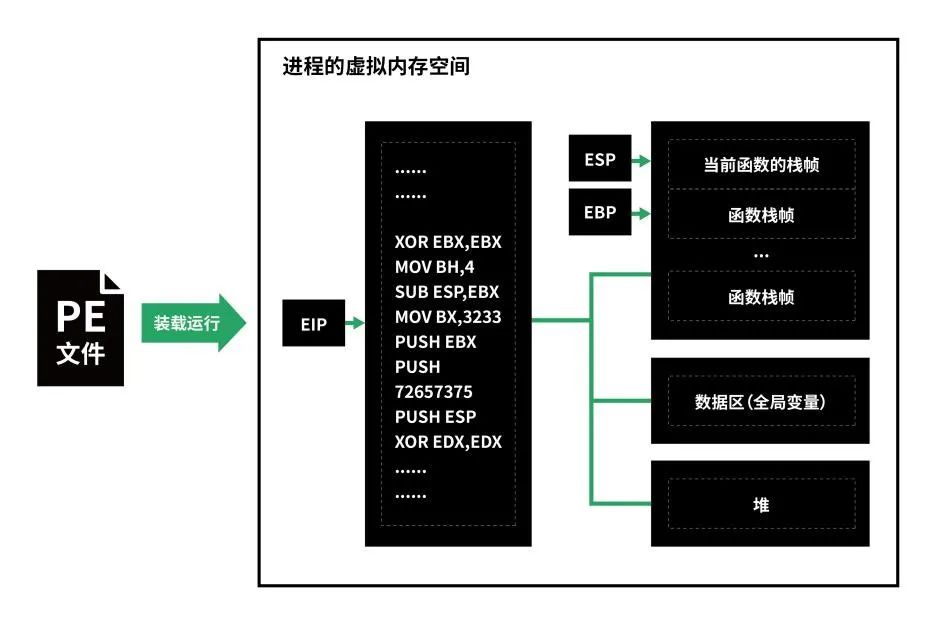 进程的虚拟内存空间
PE
文件
装载运行
EIP
......
......
XOR EBX,EBX
MOV BH,4
SUB ESP,EBX
MOV BX,3233
PUSH EBX
PUSH
72657375
PUSH ESP
XOR EDX,EDX
......
......
ESP
EBP
当前函数的栈帧
函数栈帧
...
函数栈帧
数据区(全局变量)
堆